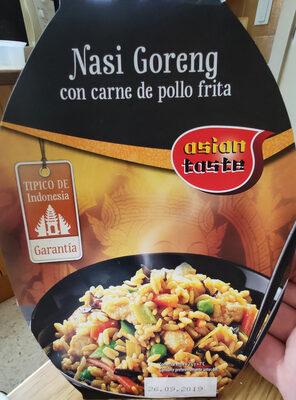 Nasi Goreng
con carne de pollo frita
asian
taste
TIPICO DE
Indonesia
Garantía
26.09.2019